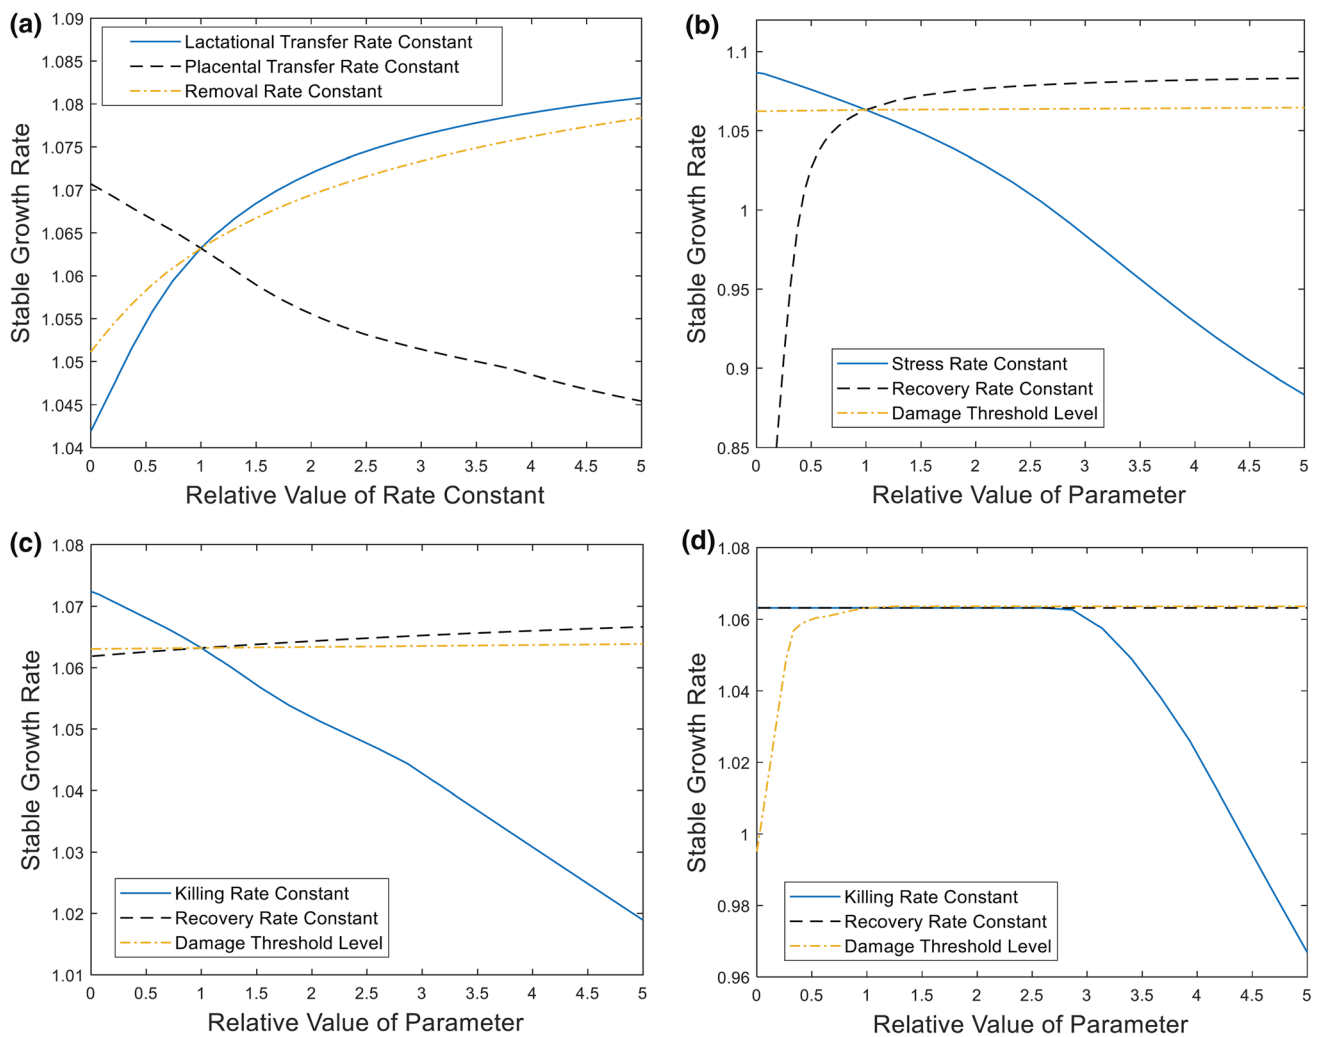 (a)
1.09
1.085
1.08
1.075
1.07
1.065
1.06
1.055
1.05
1.045
1.04
Stable Growth Rate
Lactational Transfer Rate Constant
Placental Transfer Rate Constant
Removal Rate Constant
0 0.5 1 1.5 2 2.5 3 3.5 4 4.5 5
Relative Value of Rate Constant
(b)
1.1
1.05
1
0.95
0.9
0.85
Stable Growth Rate
Stress Rate Constant
Recovery Rate Constant
Damage Threshold Level
0 0.5 1 1.5 2 2.5 3 3.5 4 4.5 5
Relative Value of Parameter
(c)
1.08
1.07
1.06
1.05
1.04
1.03
1.02
1.01
Stable Growth Rate
Killing Rate Constant
Recovery Rate Constant
Damage Threshold Level
0 0.5 1 1.5 2 2.5 3 3.5 4 4.5 5
Relative Value of Parameter
(d)
1.08
1.06
1.04
1.02
1
0.98
0.96
Stable Growth Rate
Killing Rate Constant
Recovery Rate Constant
Damage Threshold Level
0 0.5 1 1.5 2 2.5 3 3.5 4 4.5 5
Relative Value of Parameter